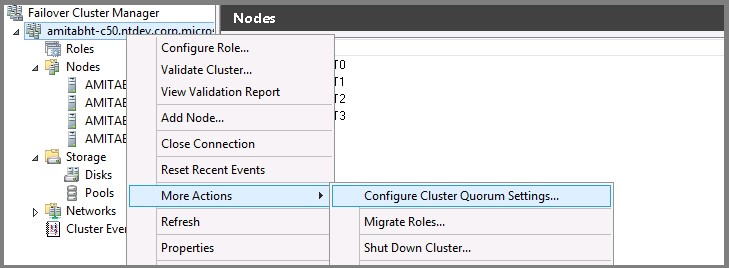 Failover Cluster Manager
amitabht-c50.ntdev.corp.micros
Roles
Nodes
AMITAB
AMITAB
AMITAB
AMITAB
Storage
Disks
Pools
Networks
Cluster Even
Nodes
T0
T1
T2
T3
Configure Role...
Validate Cluster...
View Validation Report
Add Node...
Close Connection
Reset Recent Events
More Actions
Refresh
Properties
Configure Cluster Quorum Settings...
Migrate Roles...
Shut Down Cluster...